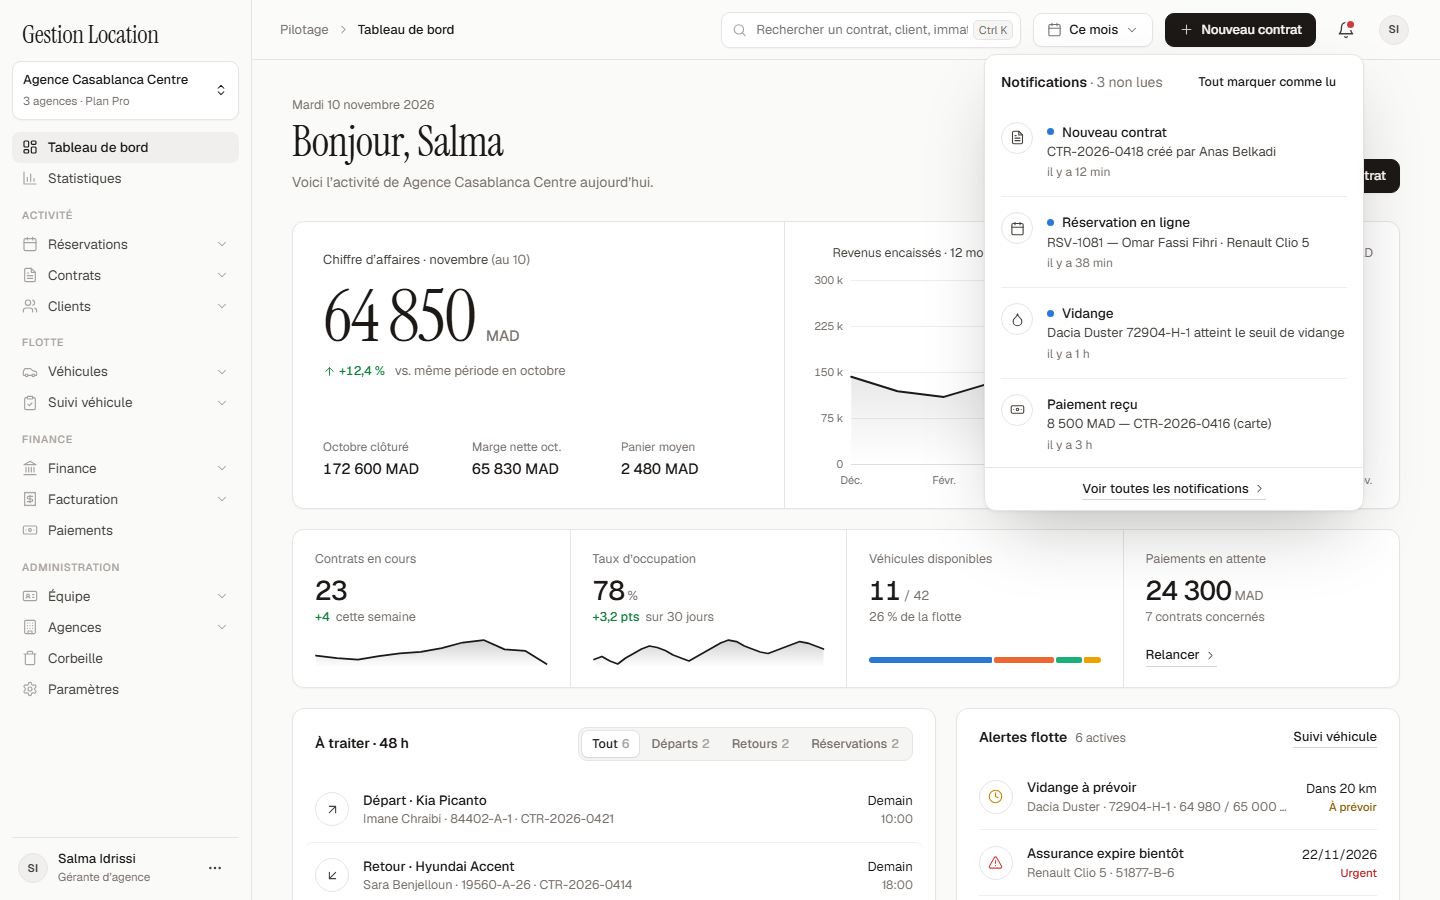 Gestion Location
Agence Casablanca Centre
3 agences · Plan Pro
Tableau de bord
Statistiques
ACTIVITÉ
Réservations
Contrats
Clients
FLOTTE
Véhicules
Suivi véhicule
FINANCE
Finance
Facturation
Paiements
ADMINISTRATION
Équipe
Agences
Corbeille
Paramètres
SI
Salma Idrissi
Gérante d'agence
Pilotage
Tableau de bord
Rechercher un contrat, client, immat
Ctrl K
Ce mois
Nouveau contrat
SI
Mardi 10 novembre 2026
Bonjour, Salma
Voici l'activité de Agence Casablanca Centre aujourd'hui.
trat
Chiffre d'affaires · novembre (au 10)
64 850 MAD
+12,4 % vs. même période en octobre
Octobre clôturé
172 600 MAD
Marge nette oct.
65 830 MAD
Panier moyen
2 480 MAD
Revenus encaissés · 12 mo
D
300 k
225 k
150 k
75 k
0
Déc.
Févr.
v.
Notifications · 3 non lues
Tout marquer comme lu
Nouveau contrat
CTR-2026-0418 créé par Anas Belkadi
il y a 12 min
Réservation en ligne
RSV-1081 — Omar Fassi Fihri · Renault Clio 5
il y a 38 min
Vidange
Dacia Duster 72904-H-1 atteint le seuil de vidange
il y a 1 h
Paiement reçu
8 500 MAD — CTR-2026-0416 (carte)
il y a 3 h
Voir toutes les notifications
Contrats en cours
23
+4 cette semaine
Taux d'occupation
78 %
+3,2 pts sur 30 jours
Véhicules disponibles
11 / 42
26 % de la flotte
Paiements en attente
24 300 MAD
7 contrats concernés
Relancer
À traiter · 48 h
Tout 6
Départs 2
Retours 2
Réservations 2
Départ · Kia Picanto
Imane Chraibi · 84402-A-1 · CTR-2026-0421
Demain
10:00
Retour · Hyundai Accent
Sara Benjelloun · 19560-A-26 · CTR-2026-0414
Demain
18:00
Alertes flotte 6 actives
Suivi véhicule
Vidange à prévoir
Dacia Duster · 72904-H-1 · 64 980 / 65 000 ...
Dans 20 km
À prévoir
Assurance expire bientôt
Renault Clio 5 · 51877-B-6
22/11/2026
Urgent